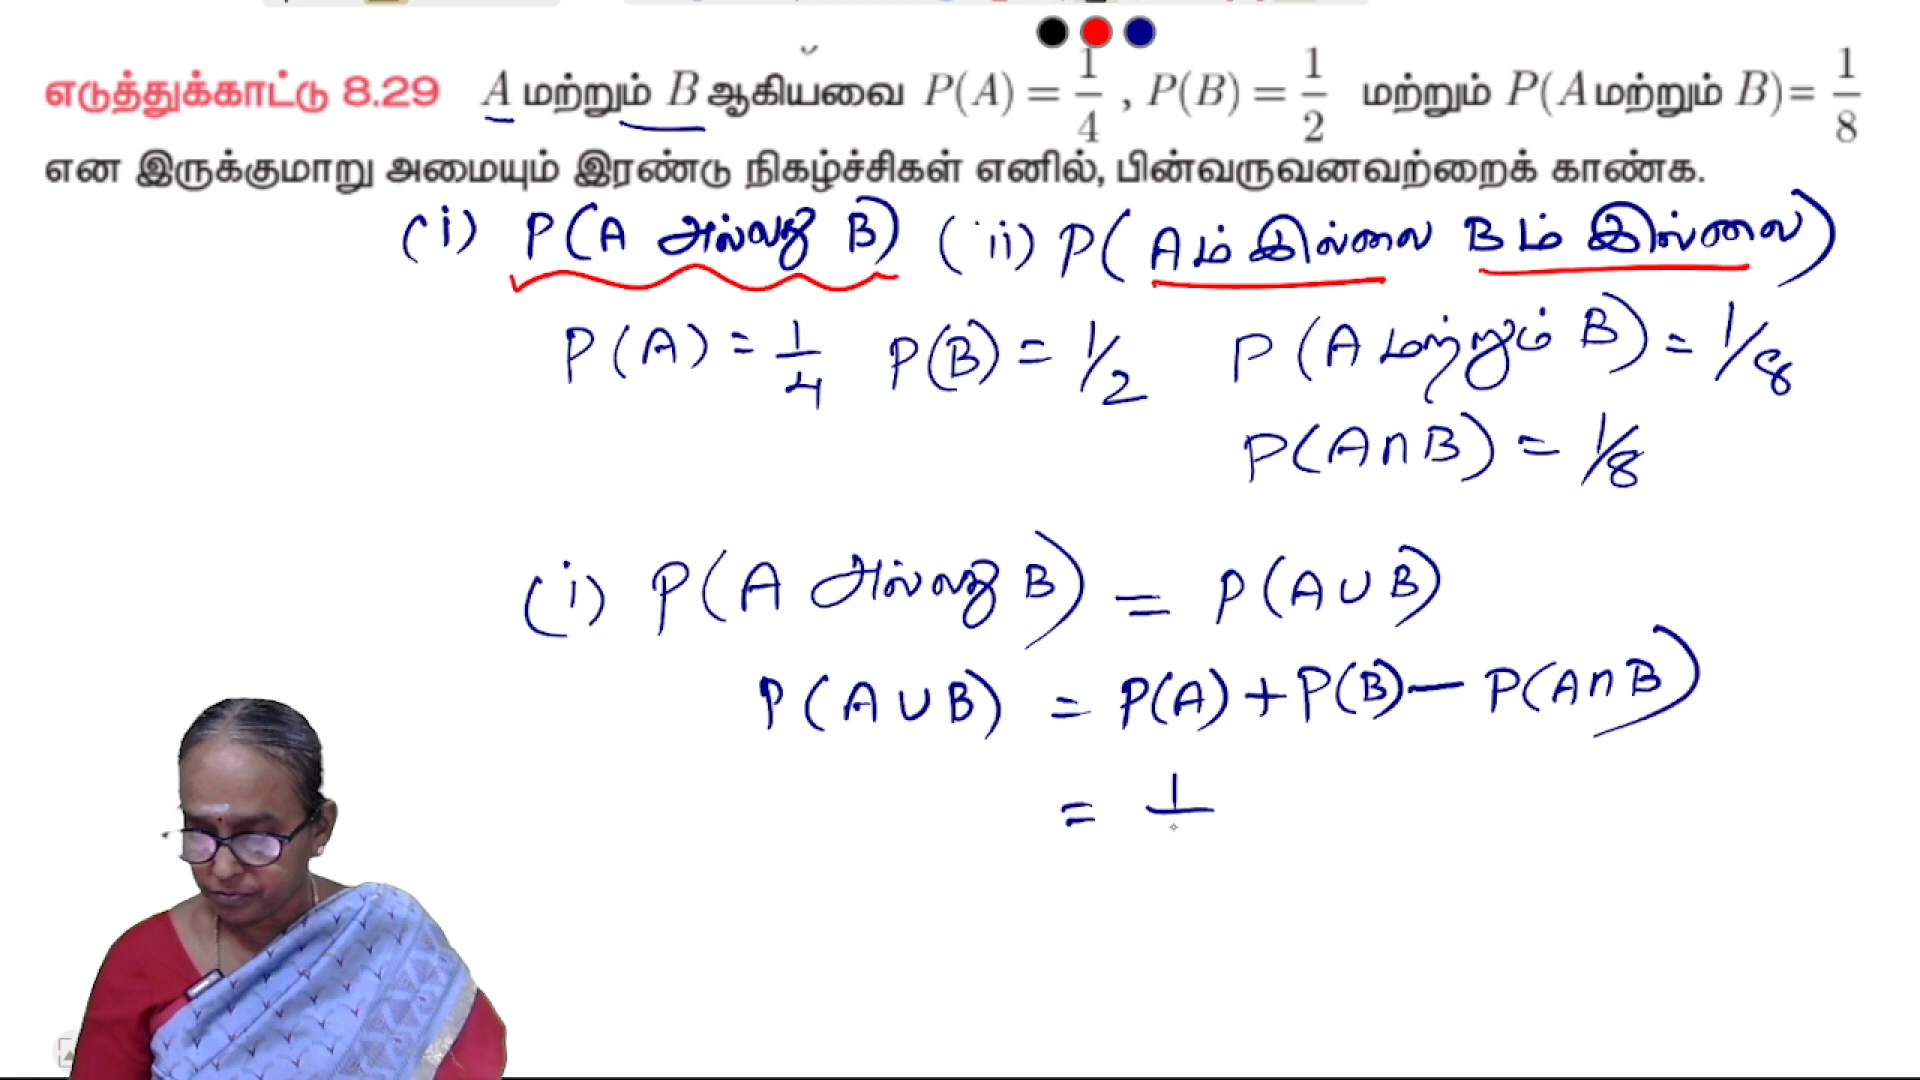 எடுத்துக்காட்டு 8.29 A மற்றும் B ஆகியவை P(A) = 1/4 , P(B) = 1/2 மற்றும் P(A மற்றும் B) = 1/8
என இருக்குமாறு அமையும் இரண்டு நிகழ்ச்சிகள் எனில், பின்வருவனவற்றைக் காண்க.
(i) P(A அல்லது B) (ii) P(Aம் இல்லை Bம் இல்லை)
P(A) = 1/4 P(B) = 1/2 P(A மற்றும் B) = 1/8
P(A∩B) = 1/8
(i) P(A அல்லது B) = P(A∪B)
P(A∪B) = P(A) + P(B) − P(A∩B)
= 1